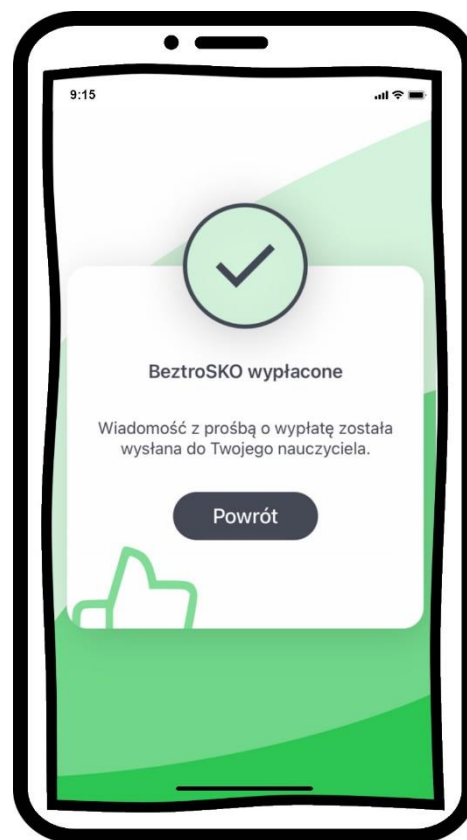 9:15
BeztroSKO wypłacone
Wiadomość z prośbą o wypłatę została
wysłana do Twojego nauczyciela.
Powrót